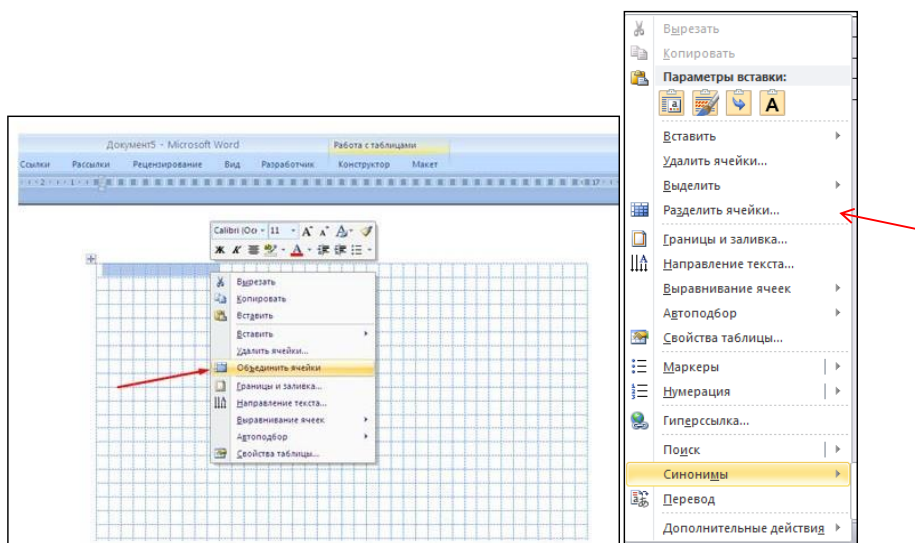 Документ5 - Microsoft Word
Работа с таблицами
Ссылки Рассылки Рецензирование Вид Разработчик Конструктор Макет
Calibri (Осн 11
Вырезать
Копировать
Вставить
Вставить
Удалить ячейки...
Объединить ячейки
Границы и заливка...
Направление текста...
Выравнивание ячеек
Автоподбор
Свойства таблицы...
Вырезать
Копировать
Параметры вставки:
Вставить
Удалить ячейки...
Выделить
Разделить ячейки...
Границы и заливка...
Направление текста...
Выравнивание ячеек
Автоподбор
Свойства таблицы...
Маркеры
Нумерация
Гиперссылка...
Поиск
Синонимы
Перевод
Дополнительные действия